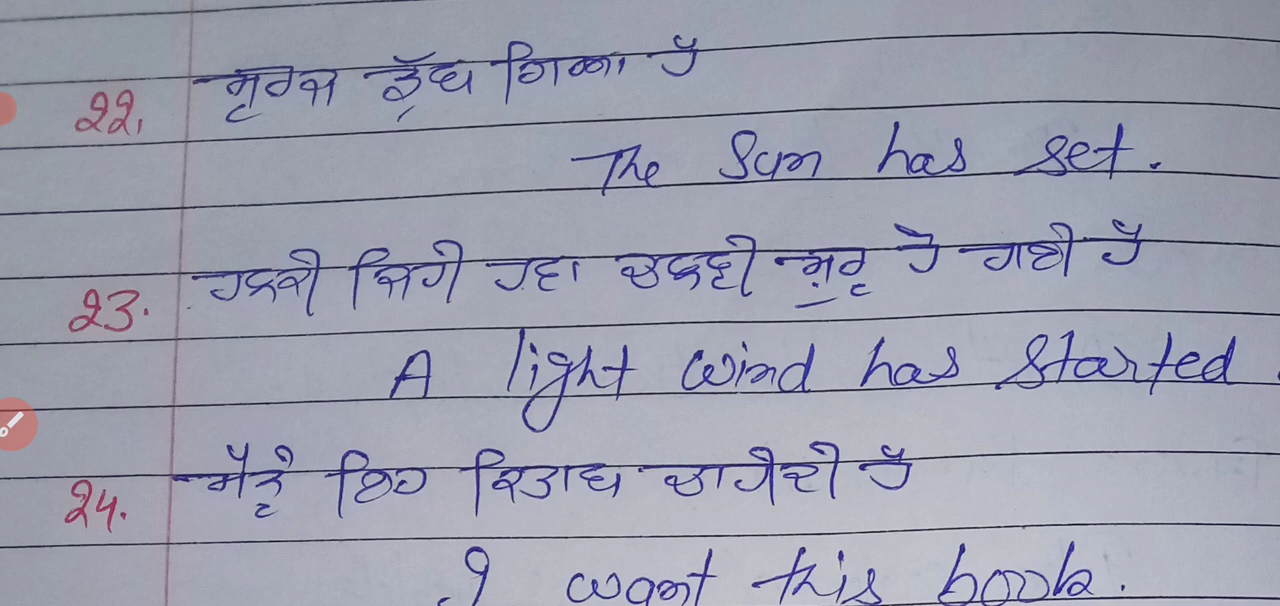 22. ਸੂਰਜ ਡੁੱਬ ਗਿਆ ਹੈ
The Sun has set.
23. ਹਲਕੀ ਜਿਹੀ ਹਵਾ ਚਲਣੀ ਸ਼ੁਰੂ ਹੋ ਗਈ ਹੈ
A light wind has started.
24. ਮੈਨੂੰ ਇਹ ਕਿਤਾਬ ਚਾਹੀਦੀ ਹੈ
I want this book.